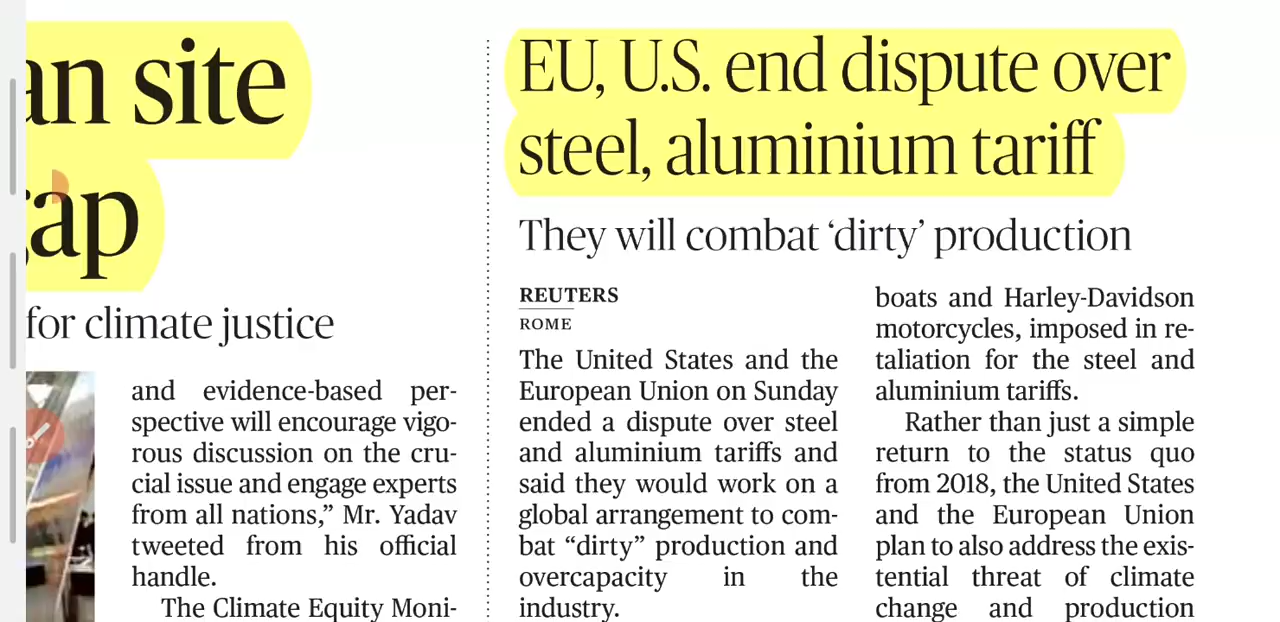 an site
ap
for climate justice
and evidence-based per-
spective will encourage vigo-
rous discussion on the cru-
cial issue and engage experts
from all nations,” Mr. Yadav
tweeted from his official
handle.
The Climate Equity Moni-
EU, U.S. end dispute over
steel, aluminium tariff
They will combat ‘dirty’ production
REUTERS
ROME
The United States and the
European Union on Sunday
ended a dispute over steel
and aluminium tariffs and
said they would work on a
global arrangement to com-
bat “dirty” production and
overcapacity in the
industry.
boats and Harley-Davidson
motorcycles, imposed in re-
taliation for the steel and
aluminium tariffs.
Rather than just a simple
return to the status quo
from 2018, the United States
and the European Union
plan to also address the exis-
tential threat of climate
change and production